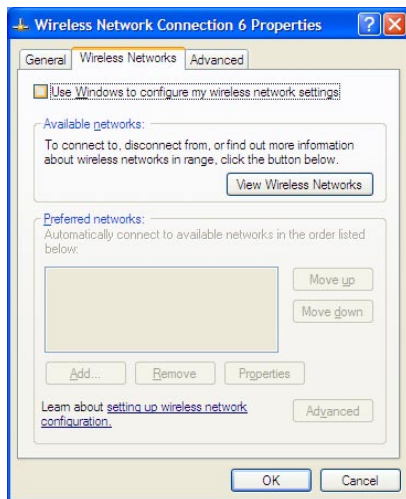 Wireless Network Connection 6 Properties
General Wireless Networks Advanced
Use Windows to configure my wireless network settings
Available networks:
To connect to, disconnect from, or find out more information
about wireless networks in range, click the button below.
View Wireless Networks
Preferred networks:
Automatically connect to available networks in the order listed
below:
Move up
Move down
Add... Remove Properties
Learn about setting up wireless network
configuration.
Advanced
OK Cancel